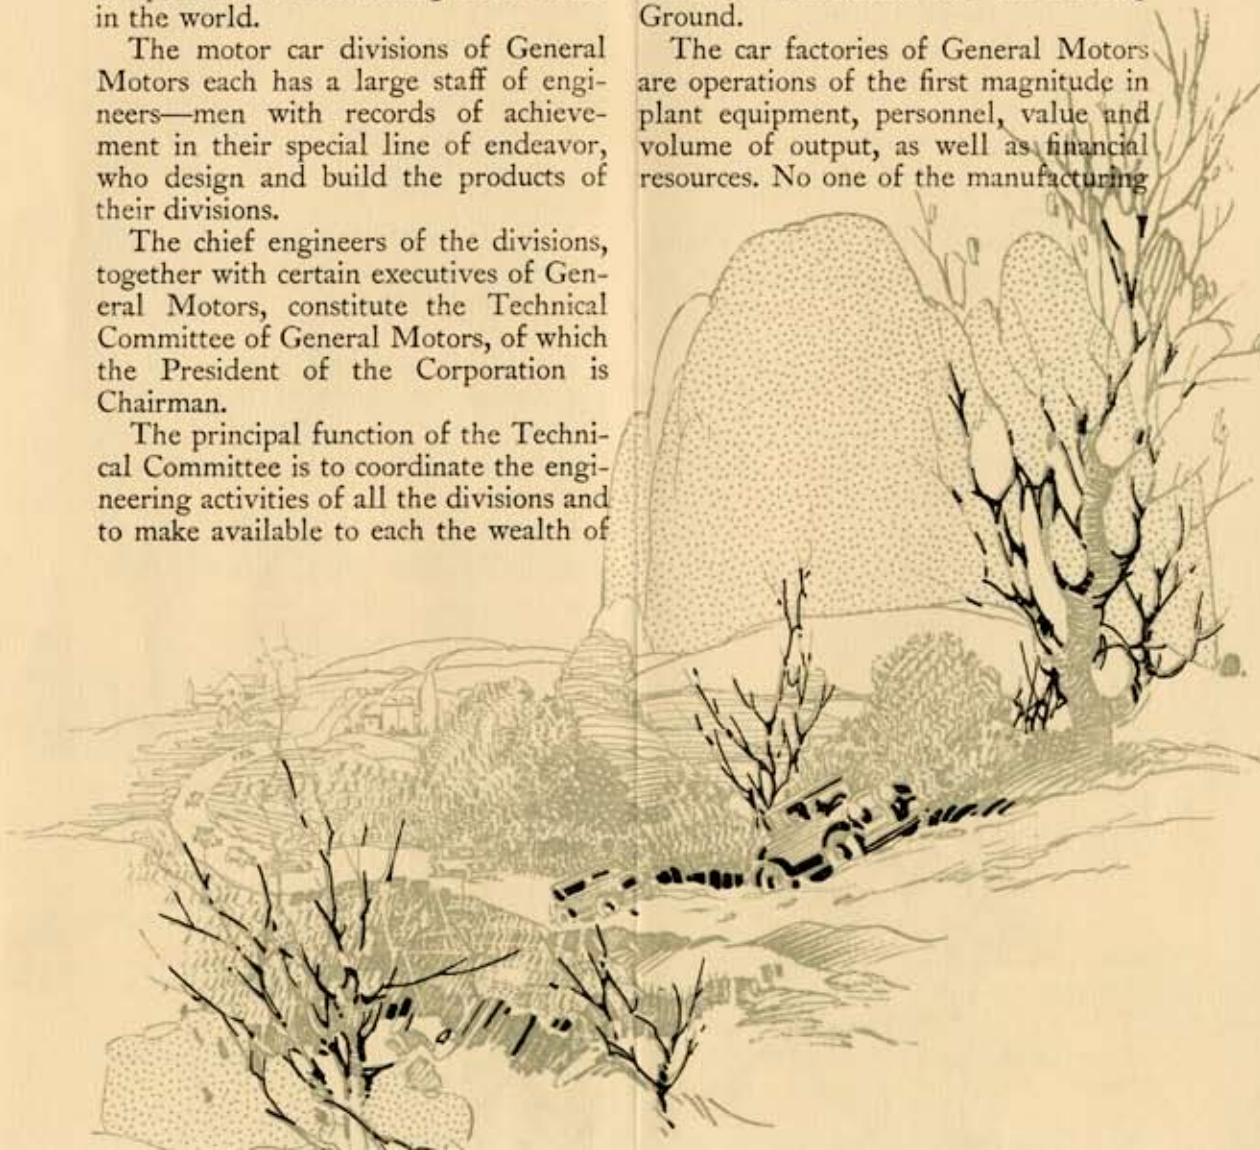 in the world.
The motor car divisions of General
Motors each has a large staff of engi-
neers—men with records of achieve-
ment in their special line of endeavor,
who design and build the products of
their divisions.
The chief engineers of the divisions,
together with certain executives of Gen-
eral Motors, constitute the Technical
Committee of General Motors, of which
the President of the Corporation is
Chairman.
The principal function of the Techni-
cal Committee is to coordinate the engi-
neering activities of all the divisions and
to make available to each the wealth of
Ground.
The car factories of General Motors
are operations of the first magnitude in
plant equipment, personnel, value and
volume of output, as well as financial
resources. No one of the manufacturing